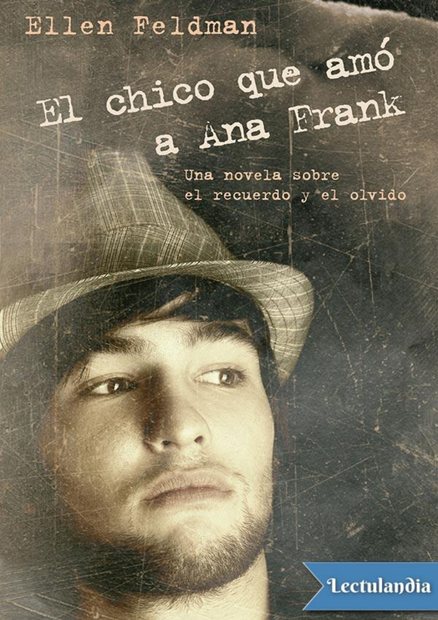 Ellen Feldman
El chico que amó
a Ana Frank
Una novela sobre
el recuerdo y el olvido
Lectulandia